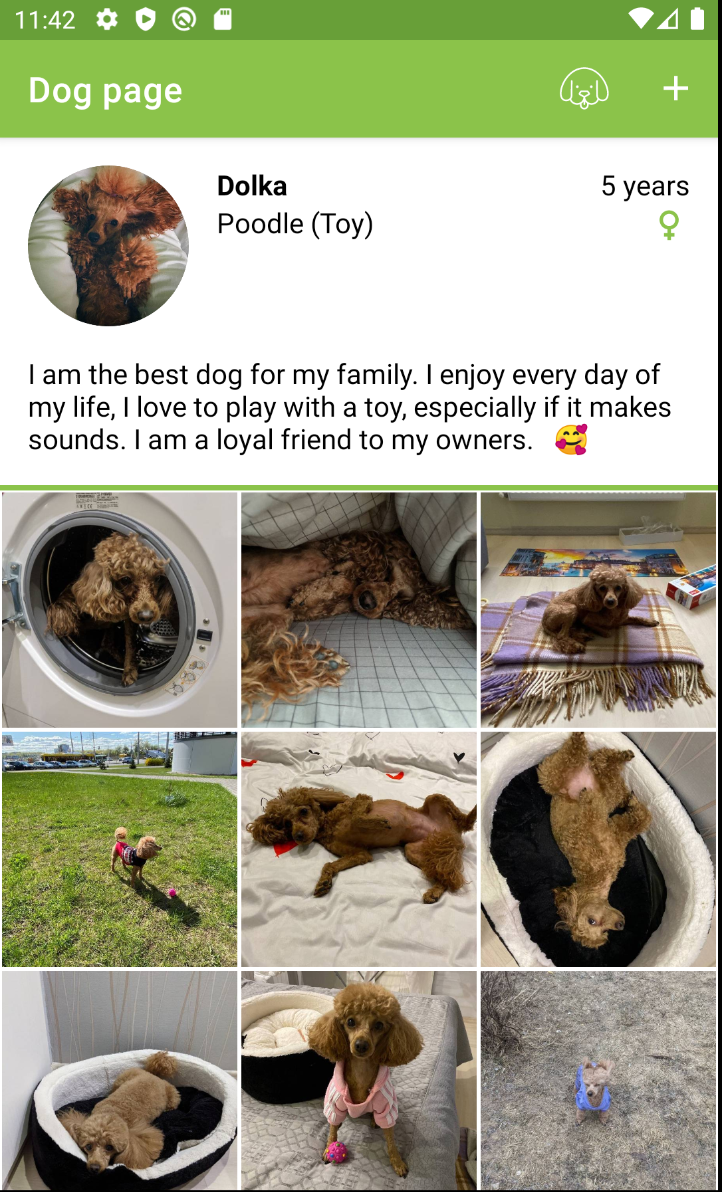 11:42
Dog page
Dolka
5 years
Poodle (Toy)
I am the best dog for my family. I enjoy every day of
my life, I love to play with a toy, especially if it makes
sounds. I am a loyal friend to my owners. 🥰